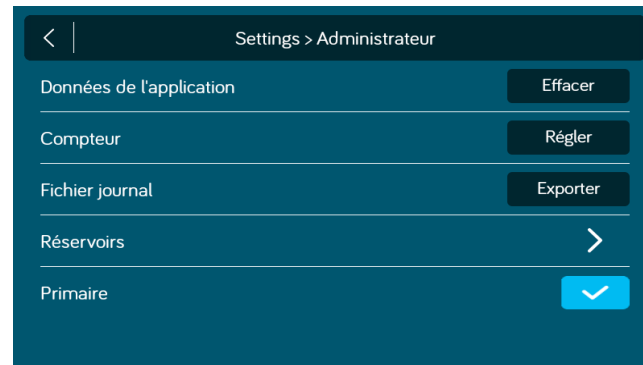 Settings > Administrateur
Données de l'application Effacer
Compteur Régler
Fichier journal Exporter
Réservoirs
Primaire